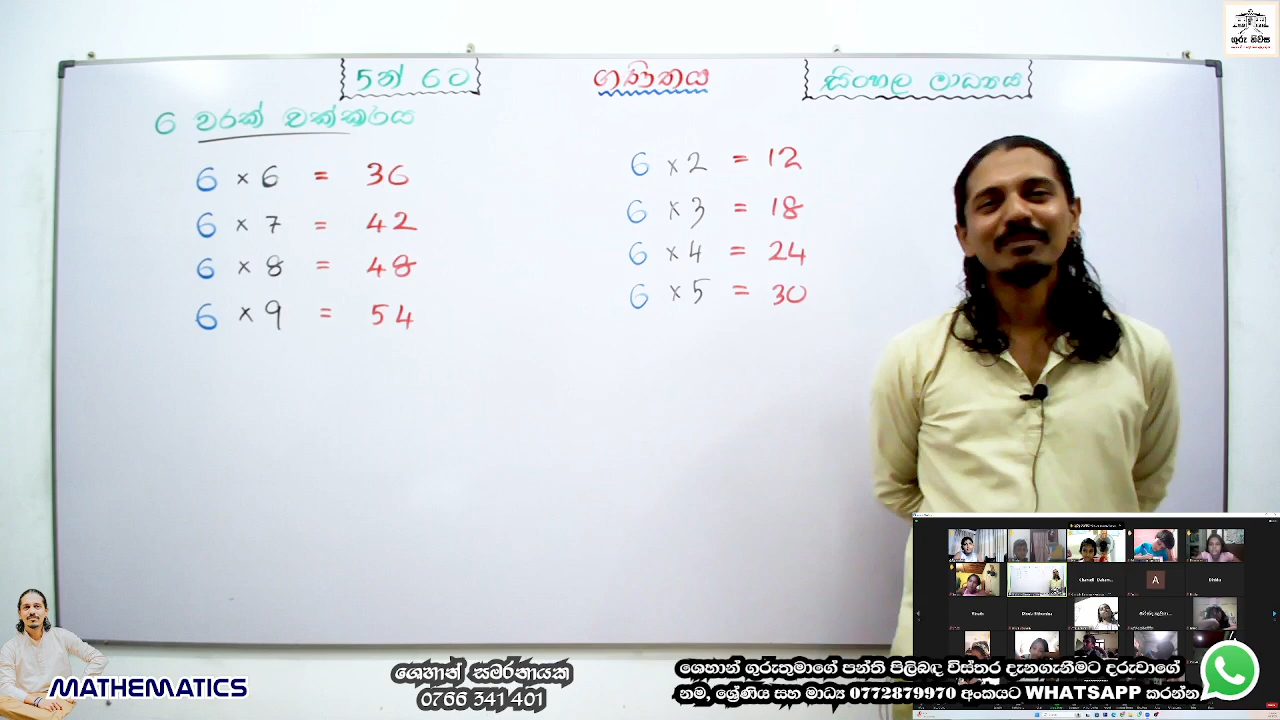 ගුරු නිවස
5න් 6ට
ගණිතය
සිංහල මාධ්‍යය
6 වරක් චක්කරය
6 × 6 = 36
6 × 7 = 42
6 × 8 = 48
6 × 9 = 54
6 × 2 = 12
6 × 3 = 18
6 × 4 = 24
6 × 5 = 30
A
MATHEMATICS
ශෙහාන් සමරනායක
0766 341 401
ශෙහාන් ගුරුතුමාගේ පන්ති පිලිබඳ විස්තර දැනගැනීමට දරුවාගේ
නම, ශ්‍රේණිය සහ මාධ්‍ය 0772879970 අංකයට WHATSAPP කරන්න